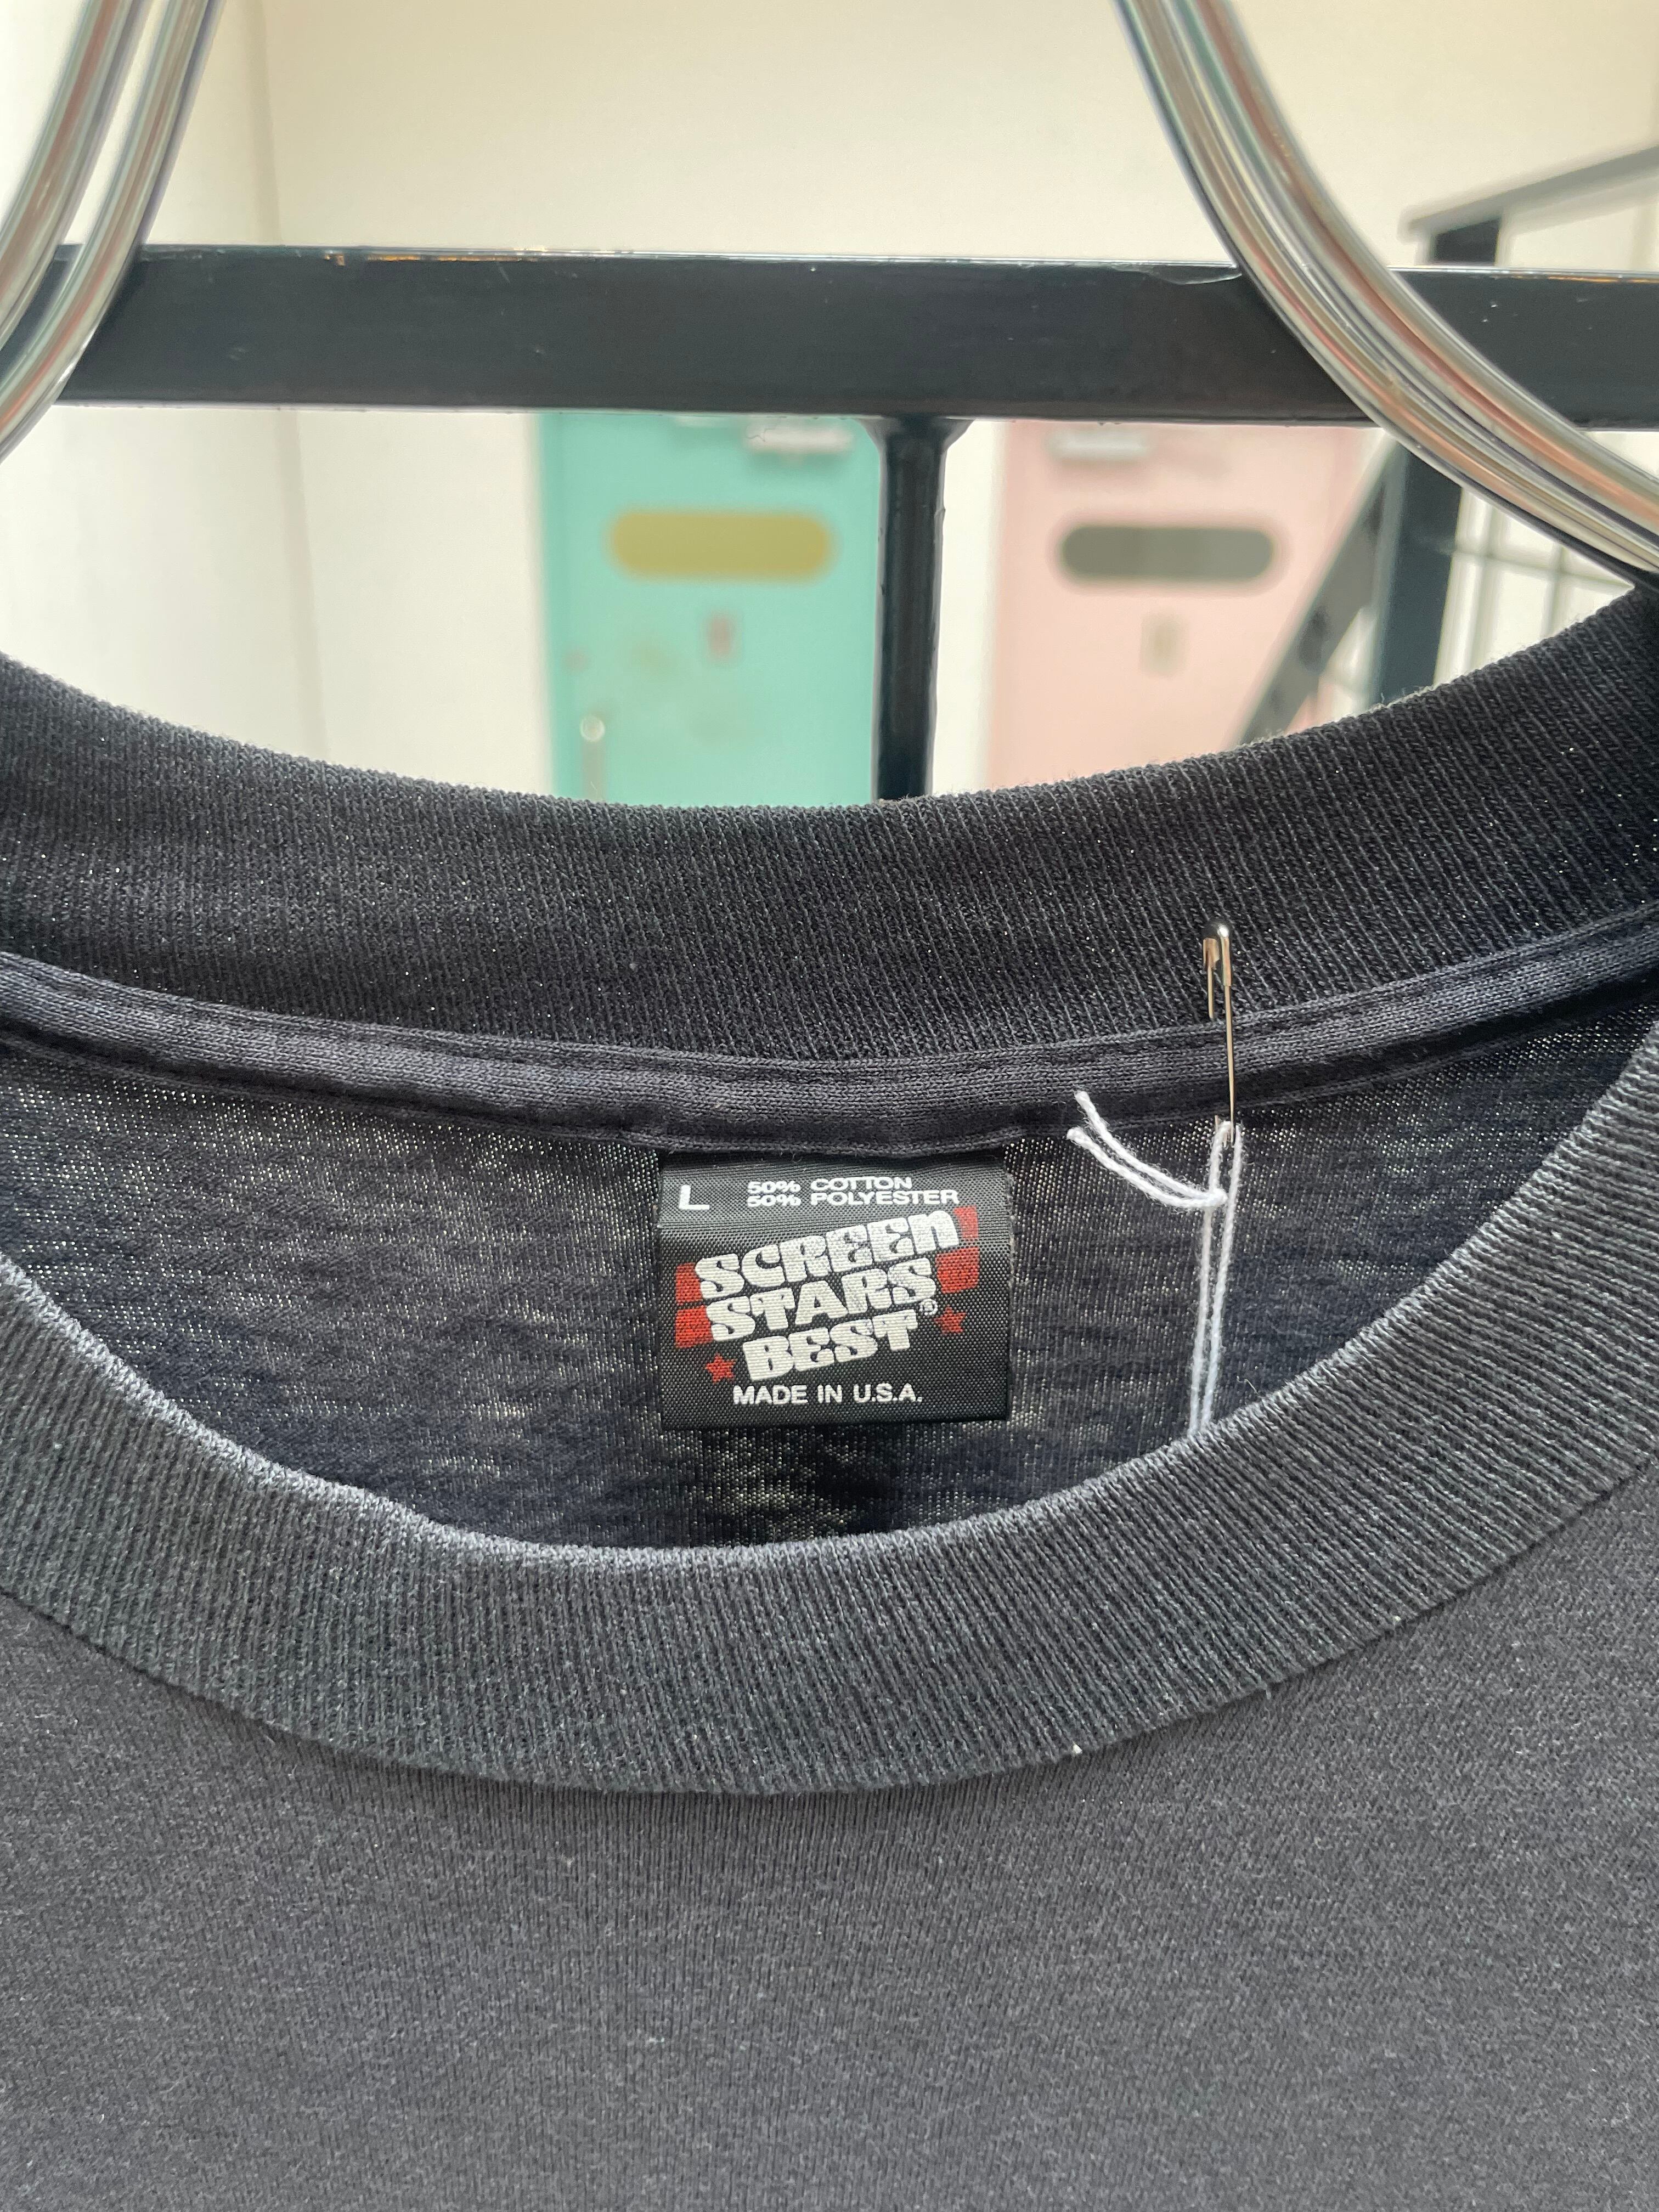 L
50% COTTON
50% POLYESTER
SCREEN
STARS
BEST®
MADE IN U.S.A.